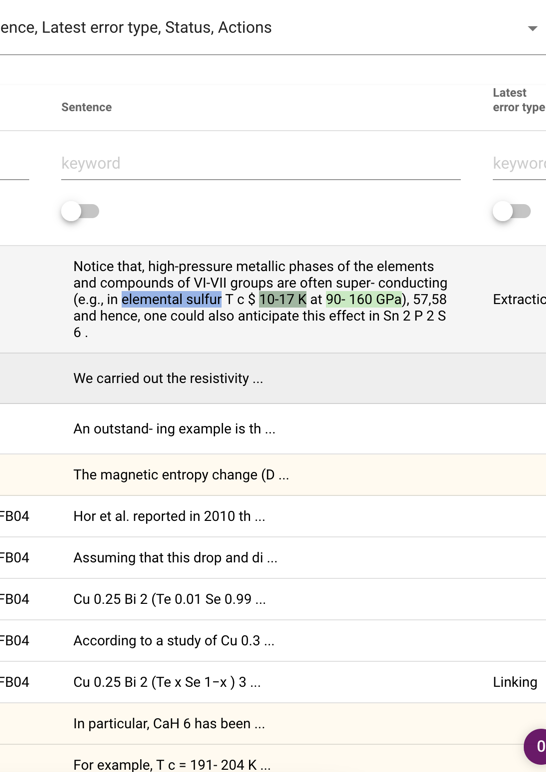 ence, Latest error type, Status, Actions
Sentence
Latest
error type
keyword
keywor
Notice that, high-pressure metallic phases of the elements
and compounds of VI-VII groups are often super- conducting
(e.g., in elemental sulfur T c $ 10-17 K at 90- 160 GPa), 57,58
and hence, one could also anticipate this effect in Sn 2 P 2 S
6 .
Extractio
We carried out the resistivity ...
An outstand- ing example is th ...
The magnetic entropy change (D ...
FB04 Hor et al. reported in 2010 th ...
FB04 Assuming that this drop and di ...
FB04 Cu 0.25 Bi 2 (Te 0.01 Se 0.99 ...
FB04 According to a study of Cu 0.3 ...
FB04 Cu 0.25 Bi 2 (Te x Se 1−x ) 3 ... Linking
In particular, CaH 6 has been ...
For example, T c = 191- 204 K ...
0